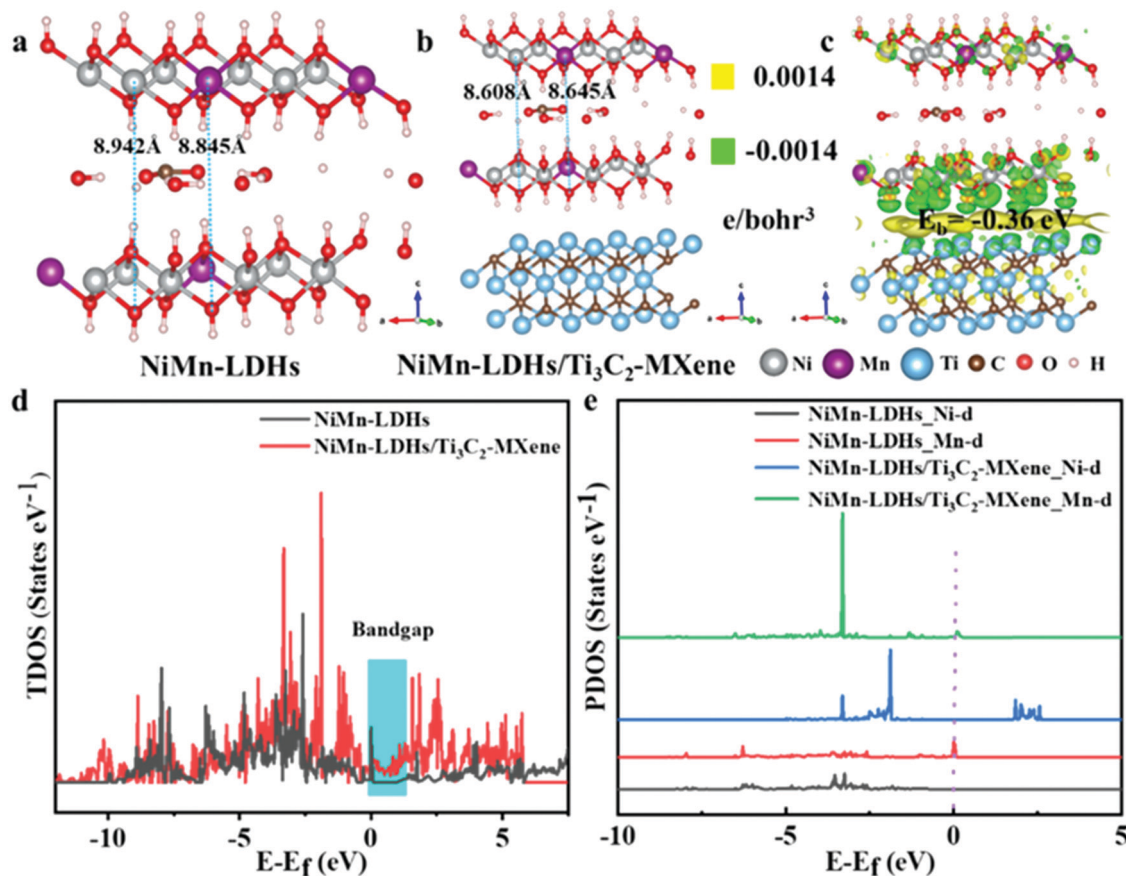 a
8.942Å
8.845Å
a
c
b
NiMn-LDHs
b
8.608Å
8.645Å
0.0014
-0.0014
e/bohr³
a
c
b
NiMn-LDHs/Ti₃C₂-MXene
c
E_b = -0.36 eV
a
c
b
Ni
Mn
Ti
C
O
H
d
NiMn-LDHs
NiMn-LDHs/Ti₃C₂-MXene
Bandgap
TDOS (States eV⁻¹)
-10
-5
0
5
E-E_f (eV)
e
NiMn-LDHs_Ni-d
NiMn-LDHs_Mn-d
NiMn-LDHs/Ti₃C₂-MXene_Ni-d
NiMn-LDHs/Ti₃C₂-MXene_Mn-d
PDOS (States eV⁻¹)
-10
-5
0
5
E-E_f (eV)